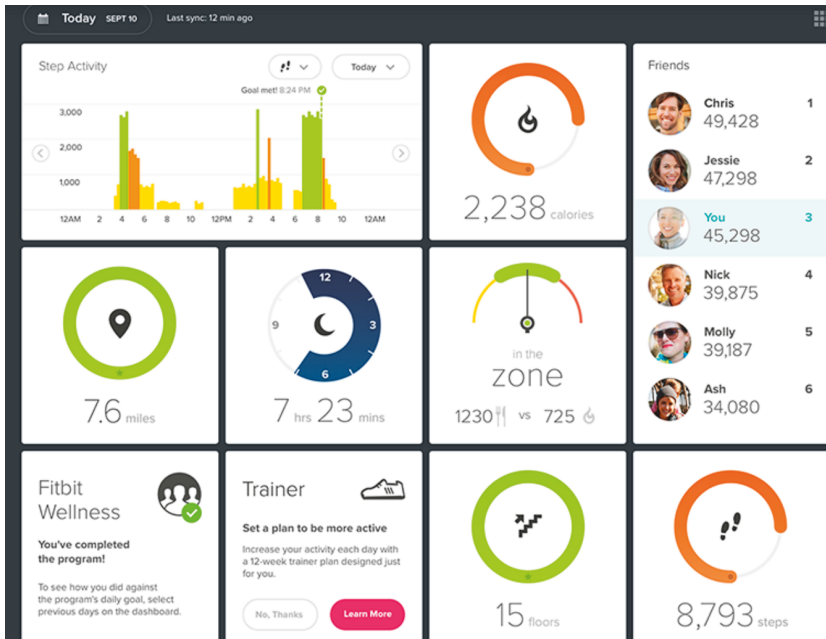 Today SEPT 10
Last sync: 12 min ago
Step Activity
Today
Goal met! 8:24 PM
3,000
2,000
1,000
12AM 2 4 6 8 10 12PM 2 4 6 8 10 12AM
2,238 calories
Friends
Chris 1
49,428
Jessie 2
47,298
You 3
45,298
Nick 4
39,875
Molly 5
39,187
Ash 6
34,080
7.6 miles
12
9 3
6
7 hrs 23 mins
in the
zone
1230 vs 725
Fitbit
Wellness
You've completed
the program!
To see how you did against
the program's daily goal, select
previous days on the dashboard.
Trainer
Set a plan to be more active
Increase your activity each day with
a 12-week trainer plan designed just
for you.
No, Thanks
Learn More
15 floors
8,793 steps